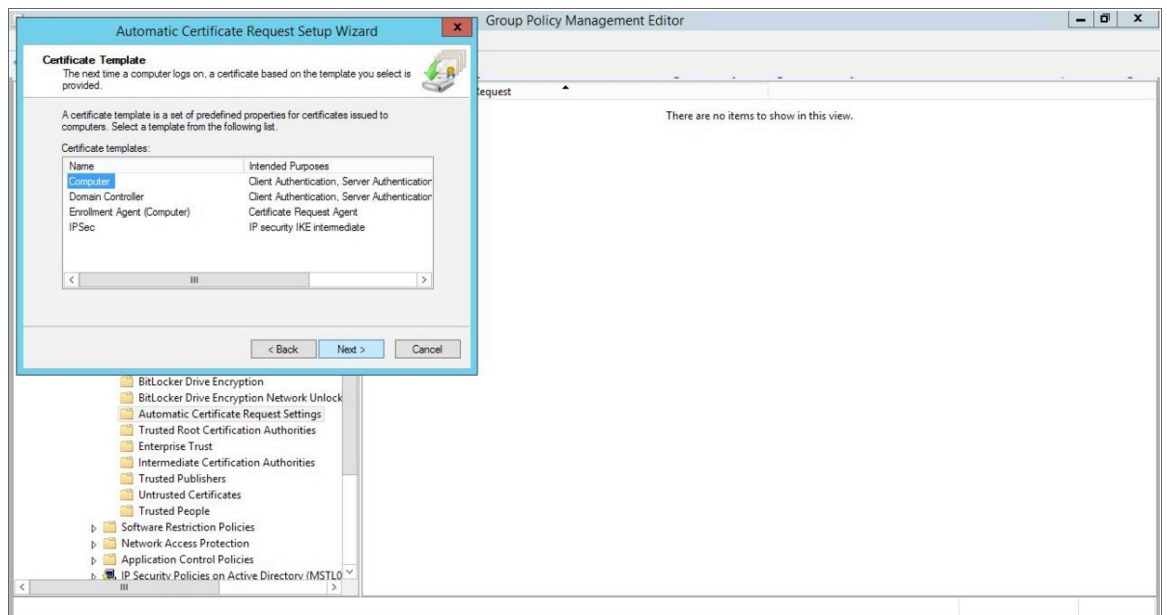 Group Policy Management Editor
Automatic Certificate Request Setup Wizard
x
Certificate Template
The next time a computer logs on, a certificate based on the template you select is
provided.
A certificate template is a set of predefined properties for certificates issued to
computers. Select a template from the following list.
Certificate templates:
Name Intended Purposes
Computer Client Authentication, Server Authentication
Domain Controller Client Authentication, Server Authentication
Enrollment Agent (Computer) Certificate Request Agent
IPSec IP security IKE intermediate
< Back Next > Cancel
There are no items to show in this view.
BitLocker Drive Encryption
BitLocker Drive Encryption Network Unlock
Automatic Certificate Request Settings
Trusted Root Certification Authorities
Enterprise Trust
Intermediate Certification Authorities
Trusted Publishers
Untrusted Certificates
Trusted People
Software Restriction Policies
Network Access Protection
Application Control Policies
IP Security Policies on Active Directory (MSTL0